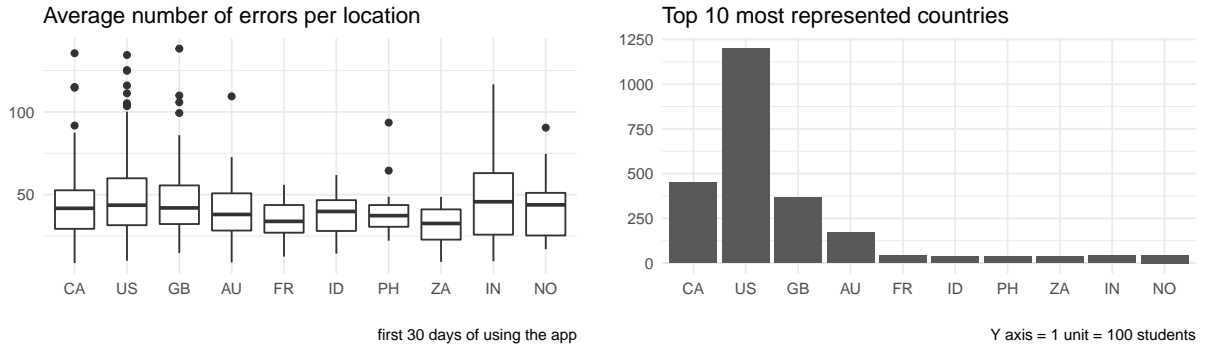 Average number of errors per location
100
50
CA US GB AU FR ID PH ZA IN NO
first 30 days of using the app
Top 10 most represented countries
1250
1000
750
500
250
0
CA US GB AU FR ID PH ZA IN NO
Y axis = 1 unit = 100 students